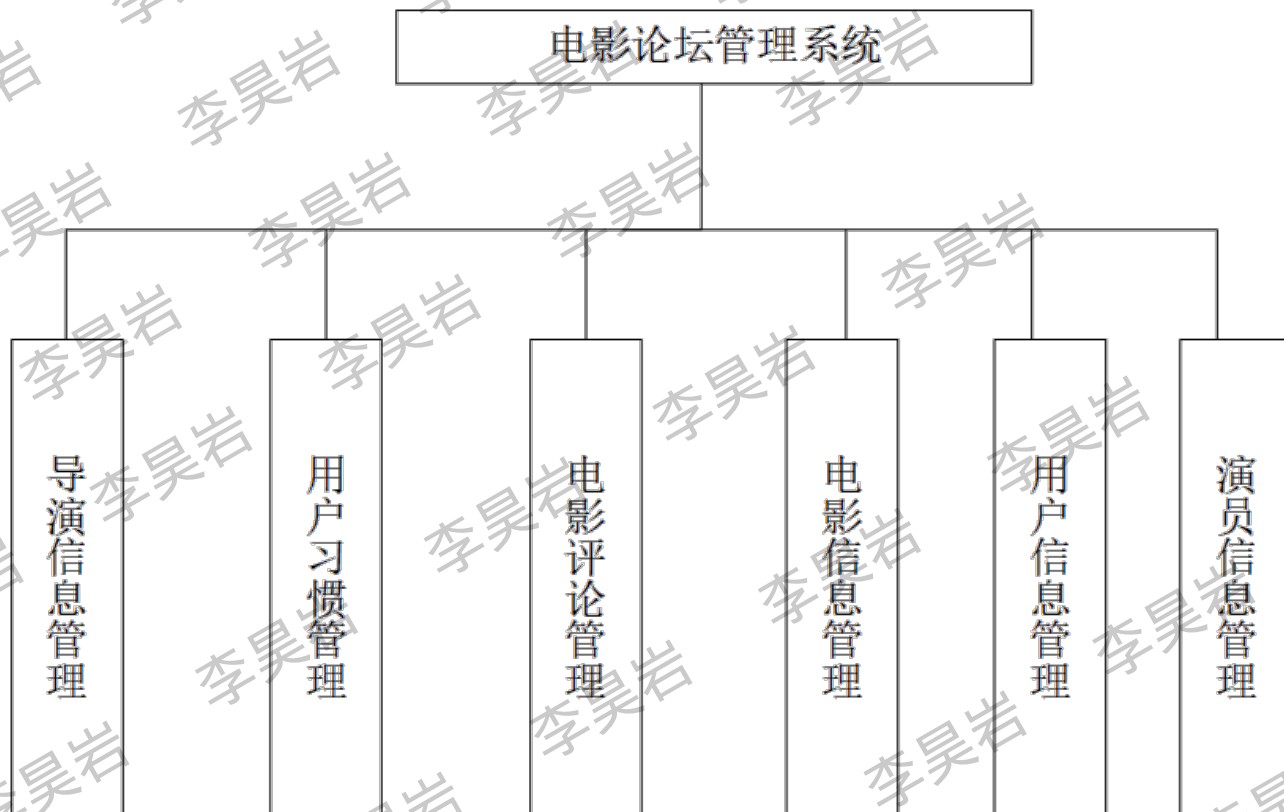 电影论坛管理系统
导演信息管理
用户习惯管理
电影评论管理
电影信息管理
用户信息管理
演员信息管理
李昊岩